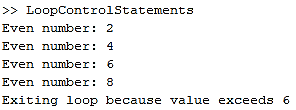 >> LoopControlStatements
Even number: 2
Even number: 4
Even number: 6
Even number: 8
Exiting loop because value exceeds 6